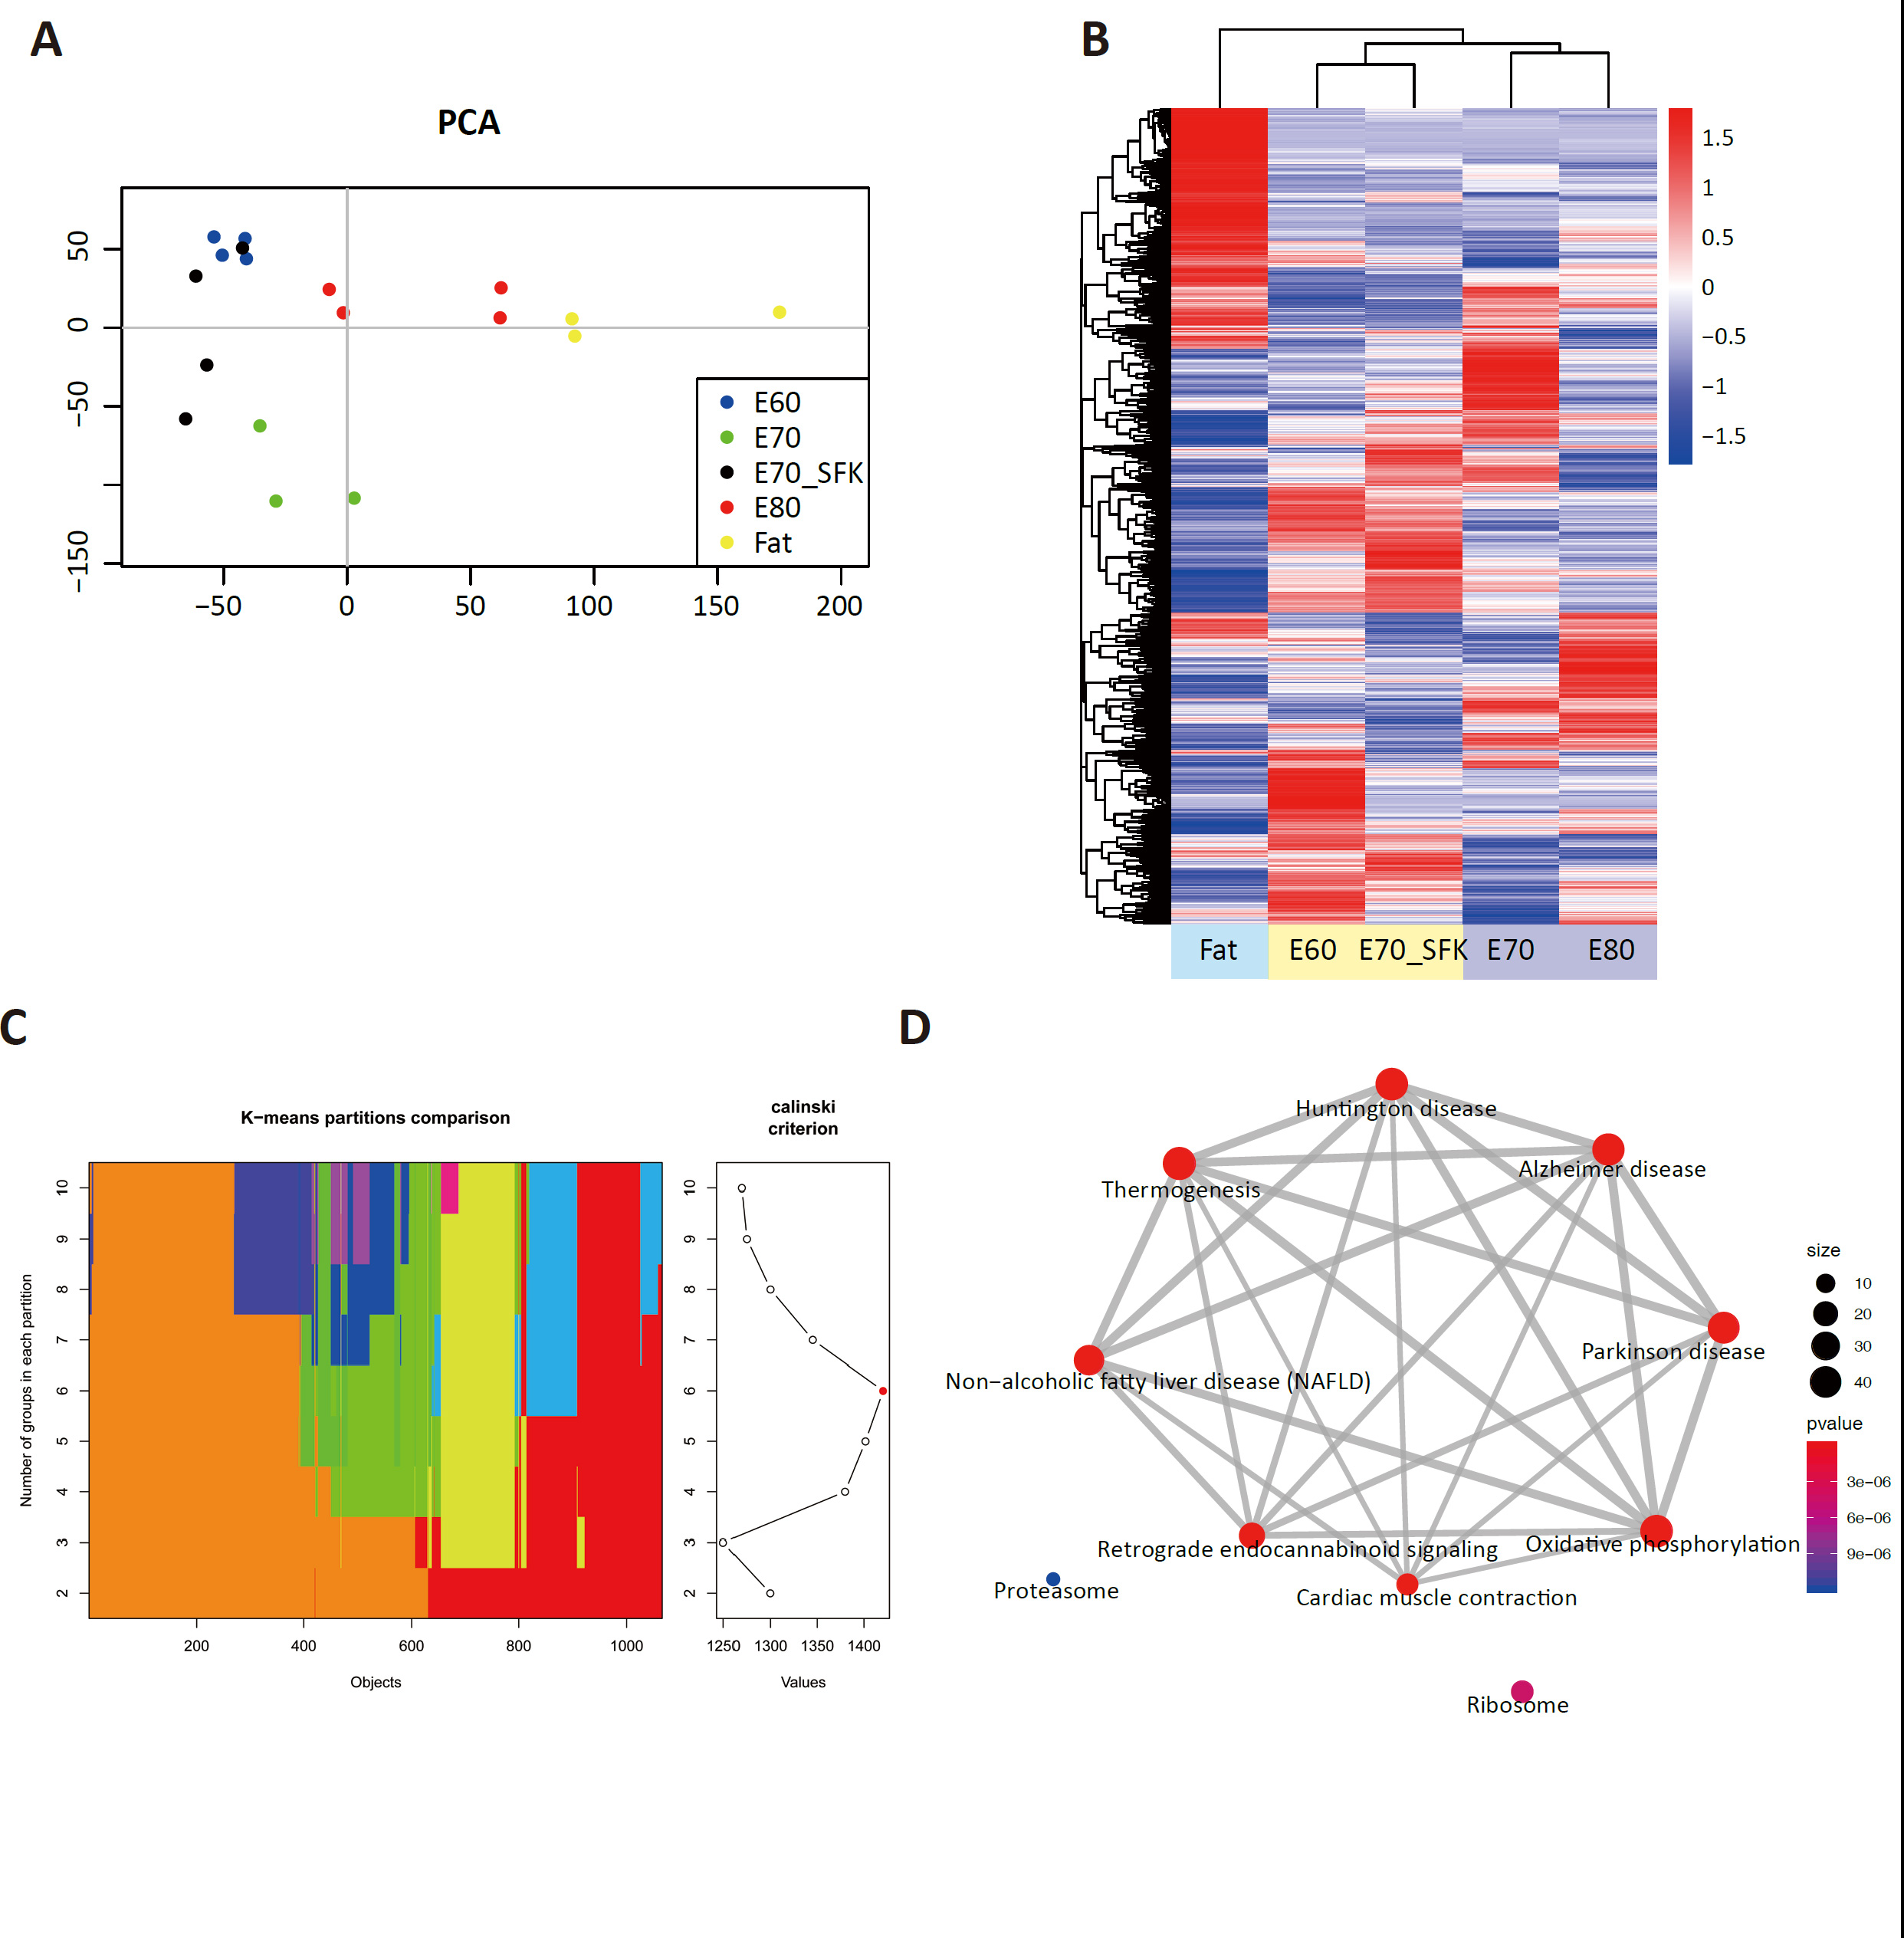 A
PCA
50
0
−50
−150
−50
0
50
100
150
200
E60
E70
E70_SFK
E80
Fat
B
1.5
1
0.5
0
−0.5
−1
−1.5
Fat
E60
E70_SFK
E70
E80
C
K−means partitions comparison
Number of groups in each partition
10
9
8
7
6
5
4
3
2
200
400
600
800
1000
Objects
calinski
criterion
10
9
8
7
6
5
4
3
2
1250
1300
1350
1400
Values
D
Huntington disease
Alzheimer disease
Thermogenesis
Parkinson disease
Non−alcoholic fatty liver disease (NAFLD)
Retrograde endocannabinoid signaling
Oxidative phosphorylation
Proteasome
Cardiac muscle contraction
Ribosome
size
10
20
30
40
pvalue
3e−06
6e−06
9e−06